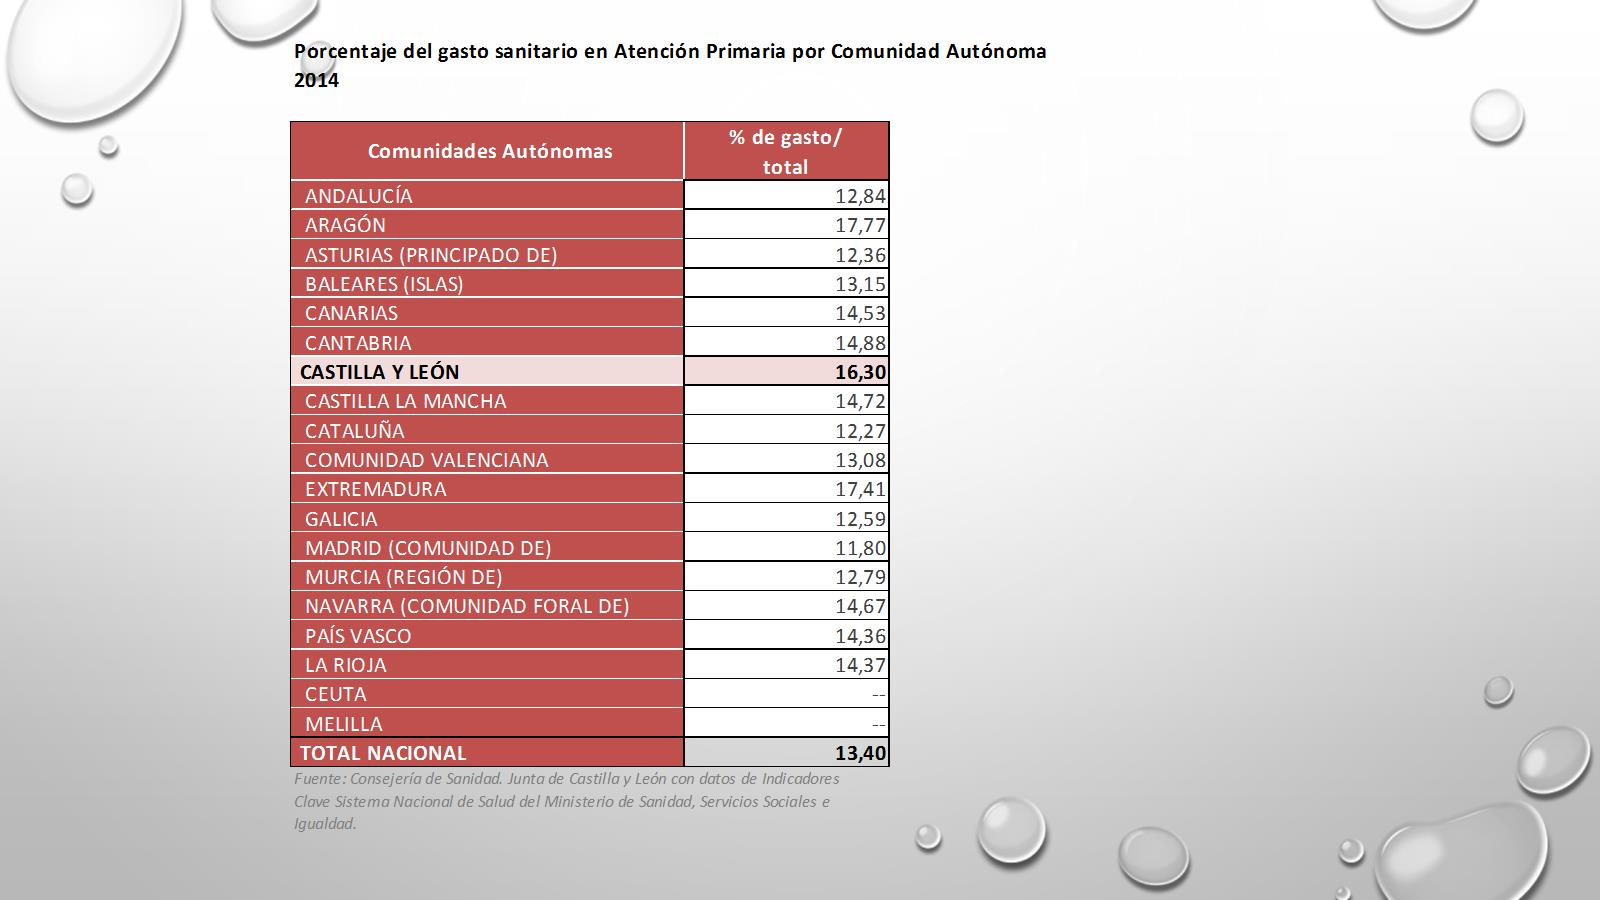 Porcentaje del gasto sanitario en Atención Primaria por Comunidad Autónoma
2014
Comunidades Autónomas % de gasto/
total
ANDALUCÍA 12,84
ARAGÓN 17,77
ASTURIAS (PRINCIPADO DE) 12,36
BALEARES (ISLAS) 13,15
CANARIAS 14,53
CANTABRIA 14,88
CASTILLA Y LEÓN 16,30
CASTILLA LA MANCHA 14,72
CATALUÑA 12,27
COMUNIDAD VALENCIANA 13,08
EXTREMADURA 17,41
GALICIA 12,59
MADRID (COMUNIDAD DE) 11,80
MURCIA (REGIÓN DE) 12,79
NAVARRA (COMUNIDAD FORAL DE) 14,67
PAÍS VASCO 14,36
LA RIOJA 14,37
CEUTA --
MELILLA --
TOTAL NACIONAL 13,40
Fuente: Consejería de Sanidad. Junta de Castilla y León con datos de Indicadores
Clave Sistema Nacional de Salud del Ministerio de Sanidad, Servicios Sociales e
Igualdad.